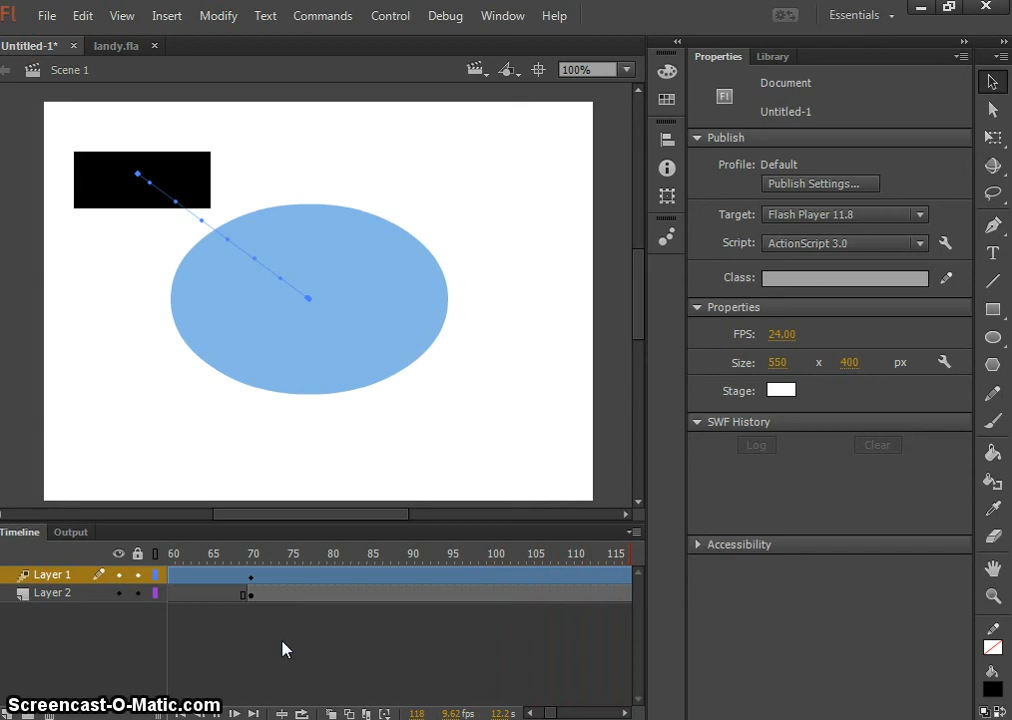 Fl File Edit View Insert Modify Text Commands Control Debug Window Help Essentials
Untitled-1* × landy.fla × Properties Library
Scene 1 100%
Fl Document
Untitled-1
Publish
Profile: Default
Publish Settings...
Target: Flash Player 11.8
Script: ActionScript 3.0
Class:
Properties
FPS: 24.00
Size: 550 x 400 px
Stage:
SWF History
Log Clear
Timeline Output
Accessibility
60 65 70 75 80 85 90 95 100 105 110 115
Layer 1
Layer 2
Screencast-O-Matic.com
118 9.62 fps 12.2 s